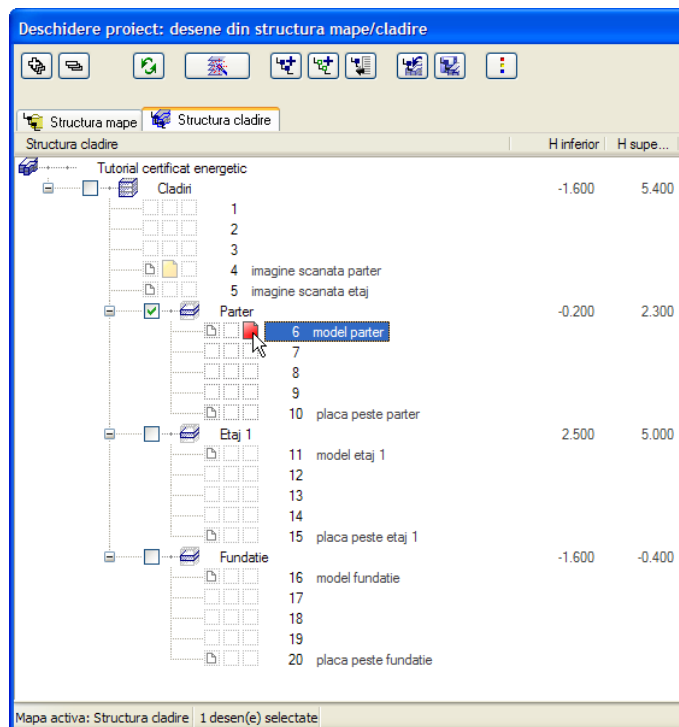 Deschidere proiect: desene din structura mape/cladire
Structura mape Structura cladire
Structura cladire H inferior H supe...
Tutorial certificat energetic
Cladiri -1.600 5.400
1
2
3
4 imagine scanata parter
5 imagine scanata etaj
Parter -0.200 2.300
6 model parter
7
8
9
10 placa peste parter
Etaj 1 2.500 5.000
11 model etaj 1
12
13
14
15 placa peste etaj 1
Fundatie -1.600 -0.400
16 model fundatie
17
18
19
20 placa peste fundatie
Mapa activa: Structura cladire 1 desen(e) selectate